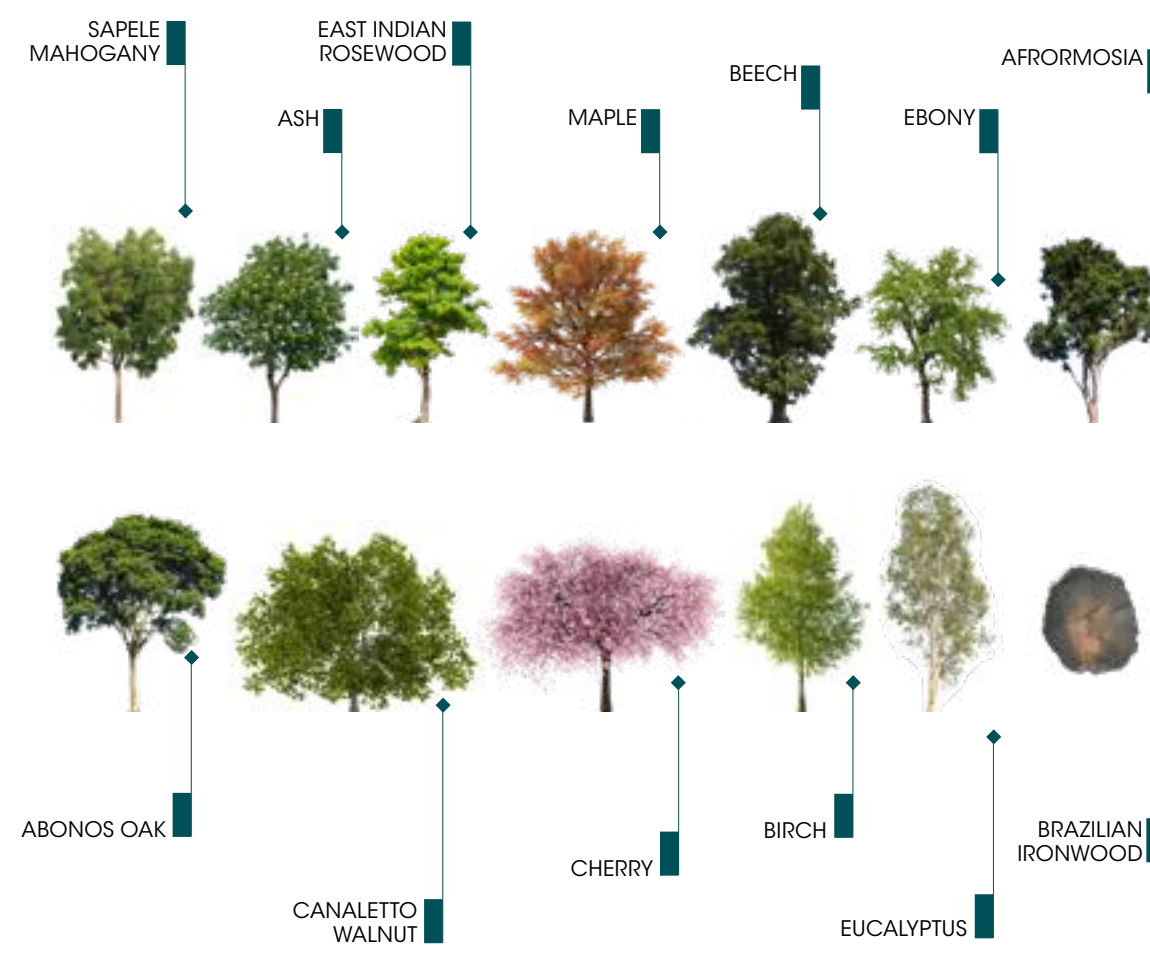 SAPELE
MAHOGANY
EAST INDIAN
ROSEWOOD
AFRORMOSIA
BEECH
ASH
MAPLE
EBONY
ABONOS OAK
BIRCH
BRAZILIAN
IRONWOOD
CHERRY
CANALETTO
WALNUT
EUCALYPTUS